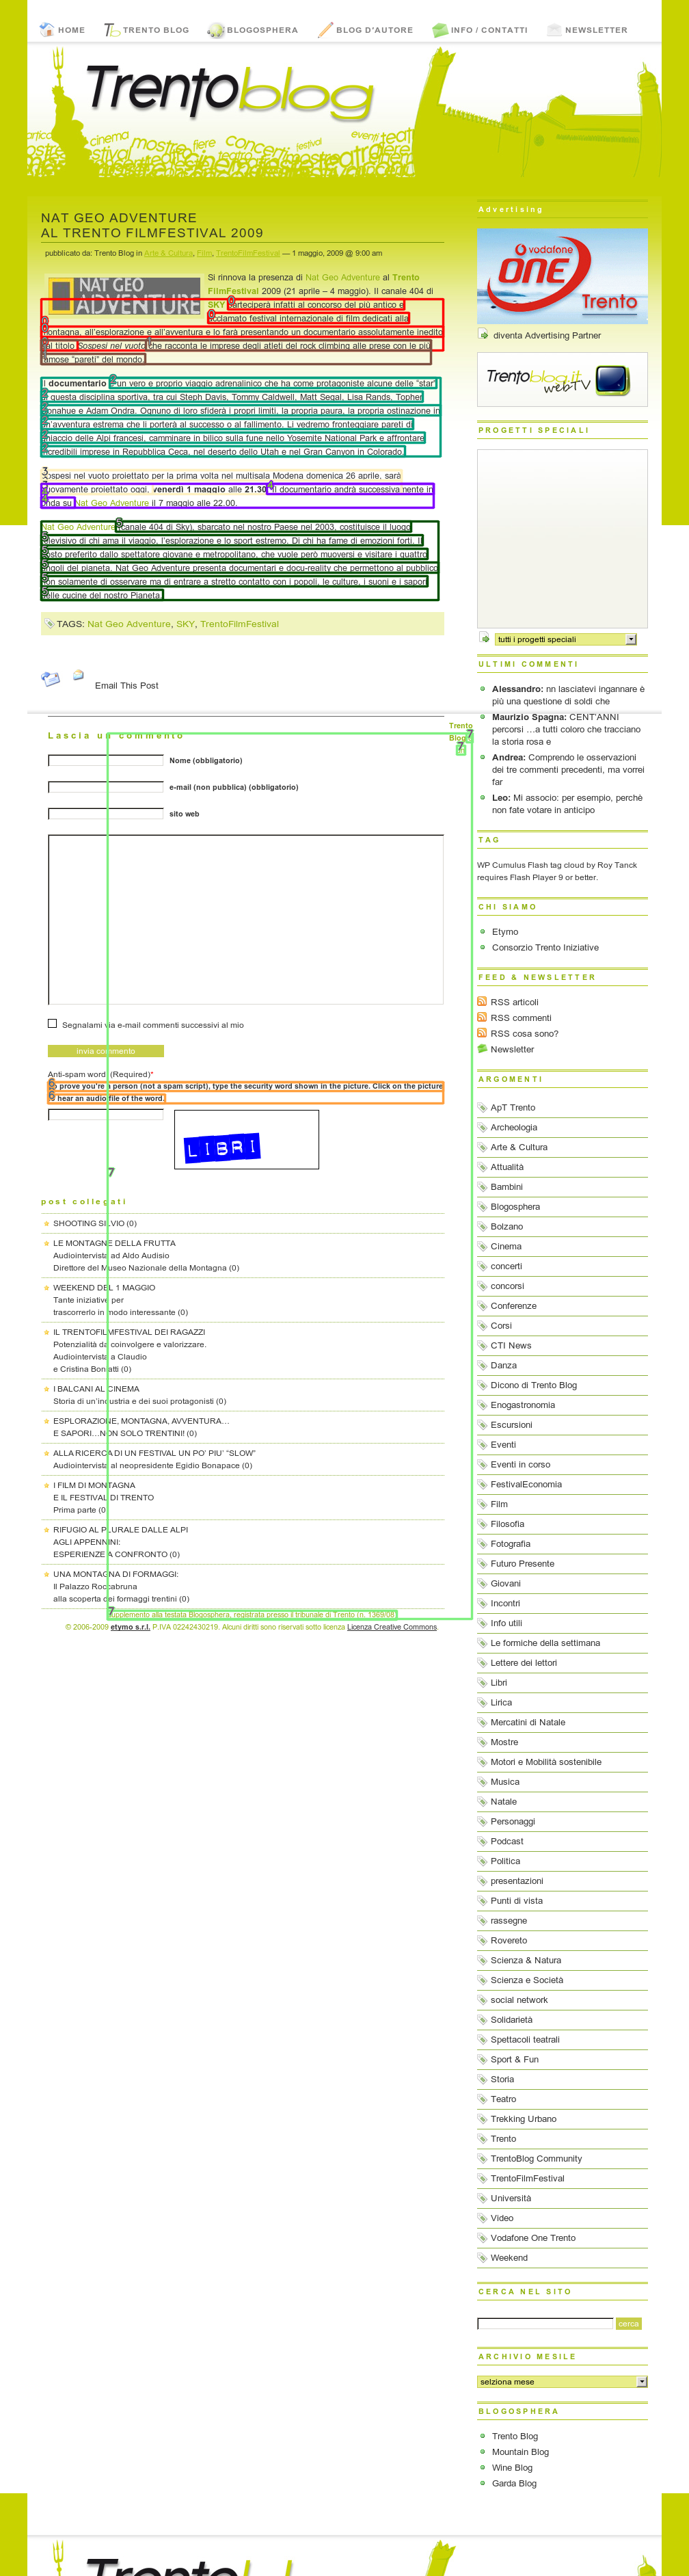 HOME TRENTO BLOG BLOGOSPHERA BLOG D'AUTORE INFO / CONTATTI NEWSLETTER
Trentoblog
cinema mostre fiere concerti festival eventi teatri
NAT GEO ADVENTURE
AL TRENTO FILMFESTIVAL 2009
pubblicato da: Trento Blog in Arte & Cultura, Film, TrentoFilmFestival — 1 maggio, 2009 @ 9:00 am
NAT GEO
ADVENTURE
Si rinnova la presenza di Nat Geo Adventure al Trento
FilmFestival 2009 (21 aprile – 4 maggio). Il canale 404 di
SKY parteciperà infatti al concorso del più antico e
acclamato festival internazionale di film dedicati alla
montagna, all'esplorazione e all'avventura e lo farà presentando un documentario assolutamente inedito
dal titolo Sospesi nel vuoto che racconta le imprese degli atleti del rock climbing alle prese con le più
famose "pareti" del mondo.
Il documentario è un vero e proprio viaggio adrenalinico che ha come protagoniste alcune delle "star"
di questa disciplina sportiva, tra cui Steph Davis, Tommy Caldwell, Matt Segal, Lisa Rands, Topher
Donahue e Adam Ondra. Ognuno di loro sfiderà i propri limiti, la propria paura, la propria ostinazione in
un'avventura estrema che li porterà al successo o al fallimento. Li vedremo fronteggiare pareti di
ghiaccio delle Alpi francesi, camminare in bilico sulla fune nello Yosemite National Park e affrontare
incredibili imprese in Repubblica Ceca, nel deserto dello Utah e nel Gran Canyon in Colorado.
Sospesi nel vuoto proiettato per la prima volta nel multisala Modena domenica 26 aprile, sarà
nuovamente proiettato oggi, venerdì 1 maggio alle 21.30. Il documentario andrà successiva nente in
onda su Nat Geo Adventure il 7 maggio alle 22.00.
Nat Geo Adventure (canale 404 di Sky), sbarcato nel nostro Paese nel 2003, costituisce il luogo
televisivo di chi ama il viaggio, l'esplorazione e lo sport estremo. Di chi ha fame di emozioni forti. Il
posto preferito dallo spettatore giovane e metropolitano, che vuole però muoversi e visitare i quattro
angoli del pianeta. Nat Geo Adventure presenta documentari e docu-reality che permettono al pubblico
non solamente di osservare ma di entrare a stretto contatto con i popoli, le culture, i suoni e i sapori
delle cucine del nostro Pianeta.
TAGS: Nat Geo Adventure, SKY, TrentoFilmFestival
Email This Post
Trento
Blog
Lascia un commento
Nome (obbligatorio)
e-mail (non pubblica) (obbligatorio)
sito web
Segnalami via e-mail commenti successivi al mio
invia commento
Anti-spam word: (Required)*
To prove you're a person (not a spam script), type the security word shown in the picture. Click on the picture
to hear an audio file of the word.
LIBRI
post collegati
SHOOTING SILVIO (0)
LE MONTAGNE DELLA FRUTTA
Audiointervista ad Aldo Audisio
Direttore del Museo Nazionale della Montagna (0)
WEEKEND DEL 1 MAGGIO
Tante iniziative per
trascorrerlo in modo interessante (0)
IL TRENTOFILMFESTIVAL DEI RAGAZZI
Potenzialità da coinvolgere e valorizzare.
Audiointervista a Claudio
e Cristina Bonatti (0)
I BALCANI AL CINEMA
Storia di un'industria e dei suoi protagonisti (0)
ESPLORAZIONE, MONTAGNA, AVVENTURA…
E SAPORI…NON SOLO TRENTINI! (0)
ALLA RICERCA DI UN FESTIVAL UN PO' PIU' "SLOW"
Audiointervista al neopresidente Egidio Bonapace (0)
I FILM DI MONTAGNA
E IL FESTIVAL DI TRENTO
Prima parte (0)
RIFUGIO AL PLURALE DALLE ALPI
AGLI APPENNINI:
ESPERIENZE A CONFRONTO (0)
UNA MONTAGNA DI FORMAGGI:
Il Palazzo Roccabruna
alla scoperta dei formaggi trentini (0)
supplemento alla testata Blogosphera, registrata presso il tribunale di Trento (n. 1369/08)
© 2006-2009 etymo s.r.l. P.IVA 02242430219. Alcuni diritti sono riservati sotto licenza Licenza Creative Commons
Advertising
vodafone
ONE
Trento
diventa Advertising Partner
Trentoblog.it
webTV
PROGETTI SPECIALI
tutti i progetti speciali
ULTIMI COMMENTI
Alessandro: nn lasciatevi ingannare è
più una questione di soldi che
Maurizio Spagna: CENT'ANNI
percorsi …a tutti coloro che tracciano
la storia rosa e
Andrea: Comprendo le osservazioni
dei tre commenti precedenti, ma vorrei
far
Leo: Mi associo: per esempio, perchè
non fate votare in anticipo
TAG
WP Cumulus Flash tag cloud by Roy Tanck
requires Flash Player 9 or better.
CHI SIAMO
Etymo
Consorzio Trento Iniziative
FEED & NEWSLETTER
RSS articoli
RSS commenti
RSS cosa sono?
Newsletter
ARGOMENTI
ApT Trento
Archeologia
Arte & Cultura
Attualità
Bambini
Blogosphera
Bolzano
Cinema
concerti
concorsi
Conferenze
Corsi
CTI News
Danza
Dicono di Trento Blog
Enogastronomia
Escursioni
Eventi
Eventi in corso
FestivalEconomia
Film
Filosofia
Fotografia
Futuro Presente
Giovani
Incontri
Info utili
Le formiche della settimana
Lettere dei lettori
Libri
Lirica
Mercatini di Natale
Mostre
Motori e Mobilità sostenibile
Musica
Natale
Personaggi
Podcast
Politica
presentazioni
Punti di vista
rassegne
Rovereto
Scienza & Natura
Scienza e Società
social network
Solidarietà
Spettacoli teatrali
Sport & Fun
Storia
Teatro
Trekking Urbano
Trento
TrentoBlog Community
TrentoFilmFestival
Università
Video
Vodafone One Trento
Weekend
CERCA NEL SITO
cerca
ARCHIVIO MESILE
selziona mese
BLOGOSPHERA
Trento Blog
Mountain Blog
Wine Blog
Garda Blog
Trentoblog